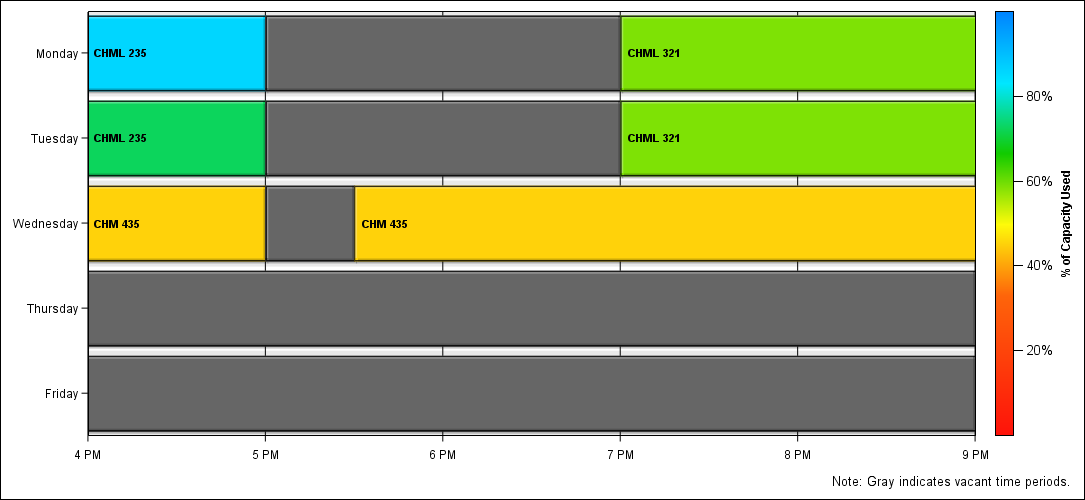 Monday
CHML 235
CHML 321
Tuesday
CHML 235
CHML 321
Wednesday
CHM 435
CHM 435
Thursday
Friday
4 PM
5 PM
6 PM
7 PM
8 PM
9 PM
80%
60%
40%
20%
% of Capacity Used
Note: Gray indicates vacant time periods.